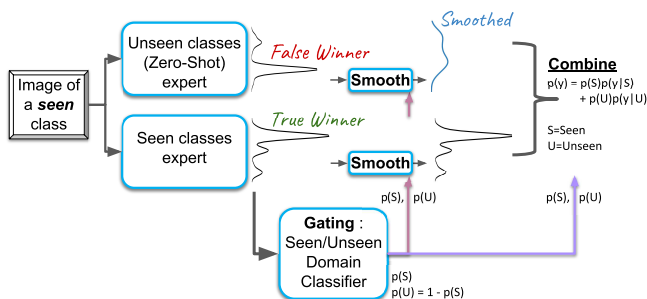 Image of
a seen
class
Unseen classes
(Zero-Shot)
expert
False Winner
Smooth
Smoothed
Combine
p(y) = p(S)p(y|S)
+ p(U)p(y|U)
S=Seen
U=Unseen
Seen classes
expert
True Winner
Smooth
p(S), p(U)
p(S), p(U)
Gating :
Seen/Unseen
Domain
Classifier
p(S)
p(U) = 1 - p(S)